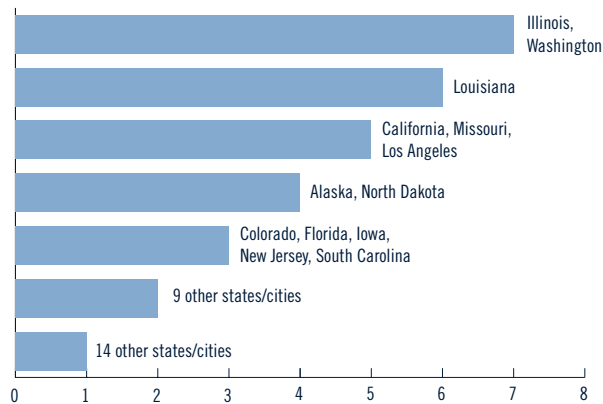 Illinois,
Washington
Louisiana
California, Missouri,
Los Angeles
Alaska, North Dakota
Colorado, Florida, Iowa,
New Jersey, South Carolina
9 other states/cities
14 other states/cities
0 1 2 3 4 5 6 7 8